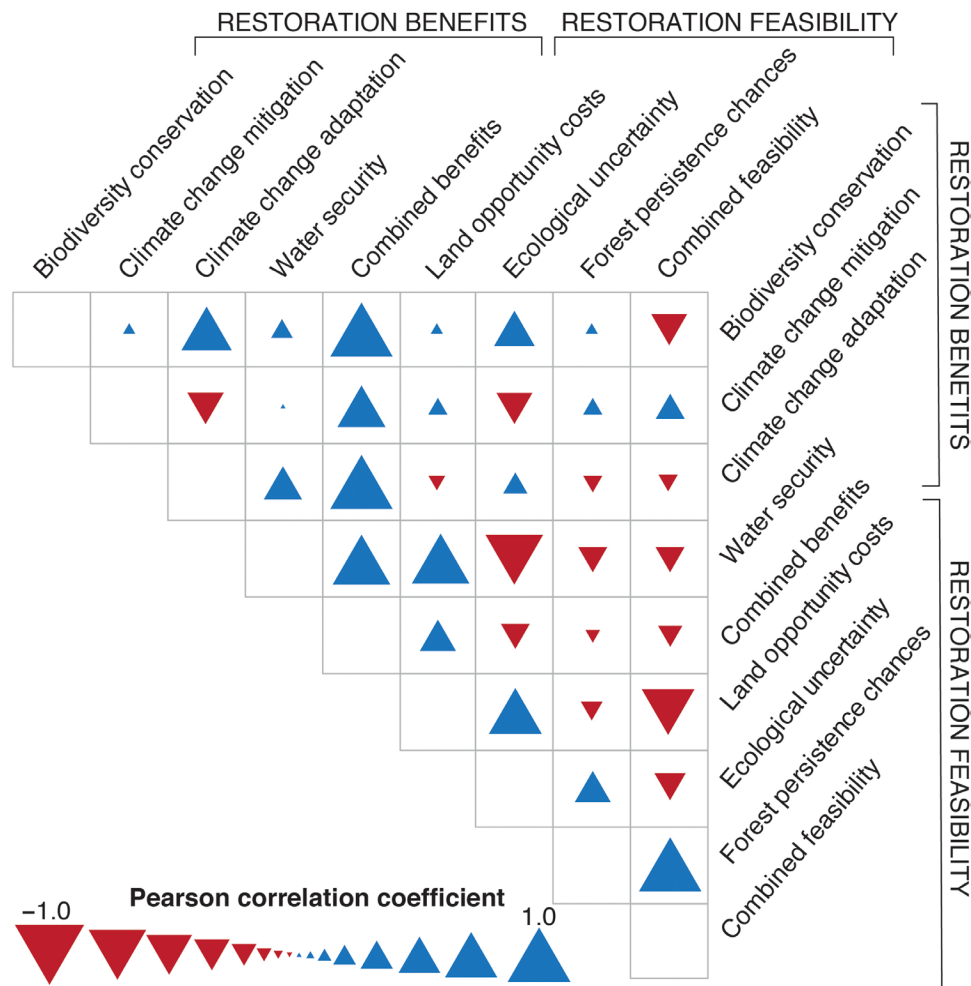 RESTORATION BENEFITS
RESTORATION FEASIBILITY
Biodiversity conservation
Climate change mitigation
Climate change adaptation
Water security
Combined benefits
Land opportunity costs
Ecological uncertainty
Forest persistence chances
Combined feasibility
Biodiversity conservation
Climate change mitigation
Climate change adaptation
Water security
Combined benefits
Land opportunity costs
Ecological uncertainty
Forest persistence chances
Combined feasibility
RESTORATION BENEFITS
RESTORATION FEASIBILITY
Pearson correlation coefficient
−1.0
1.0